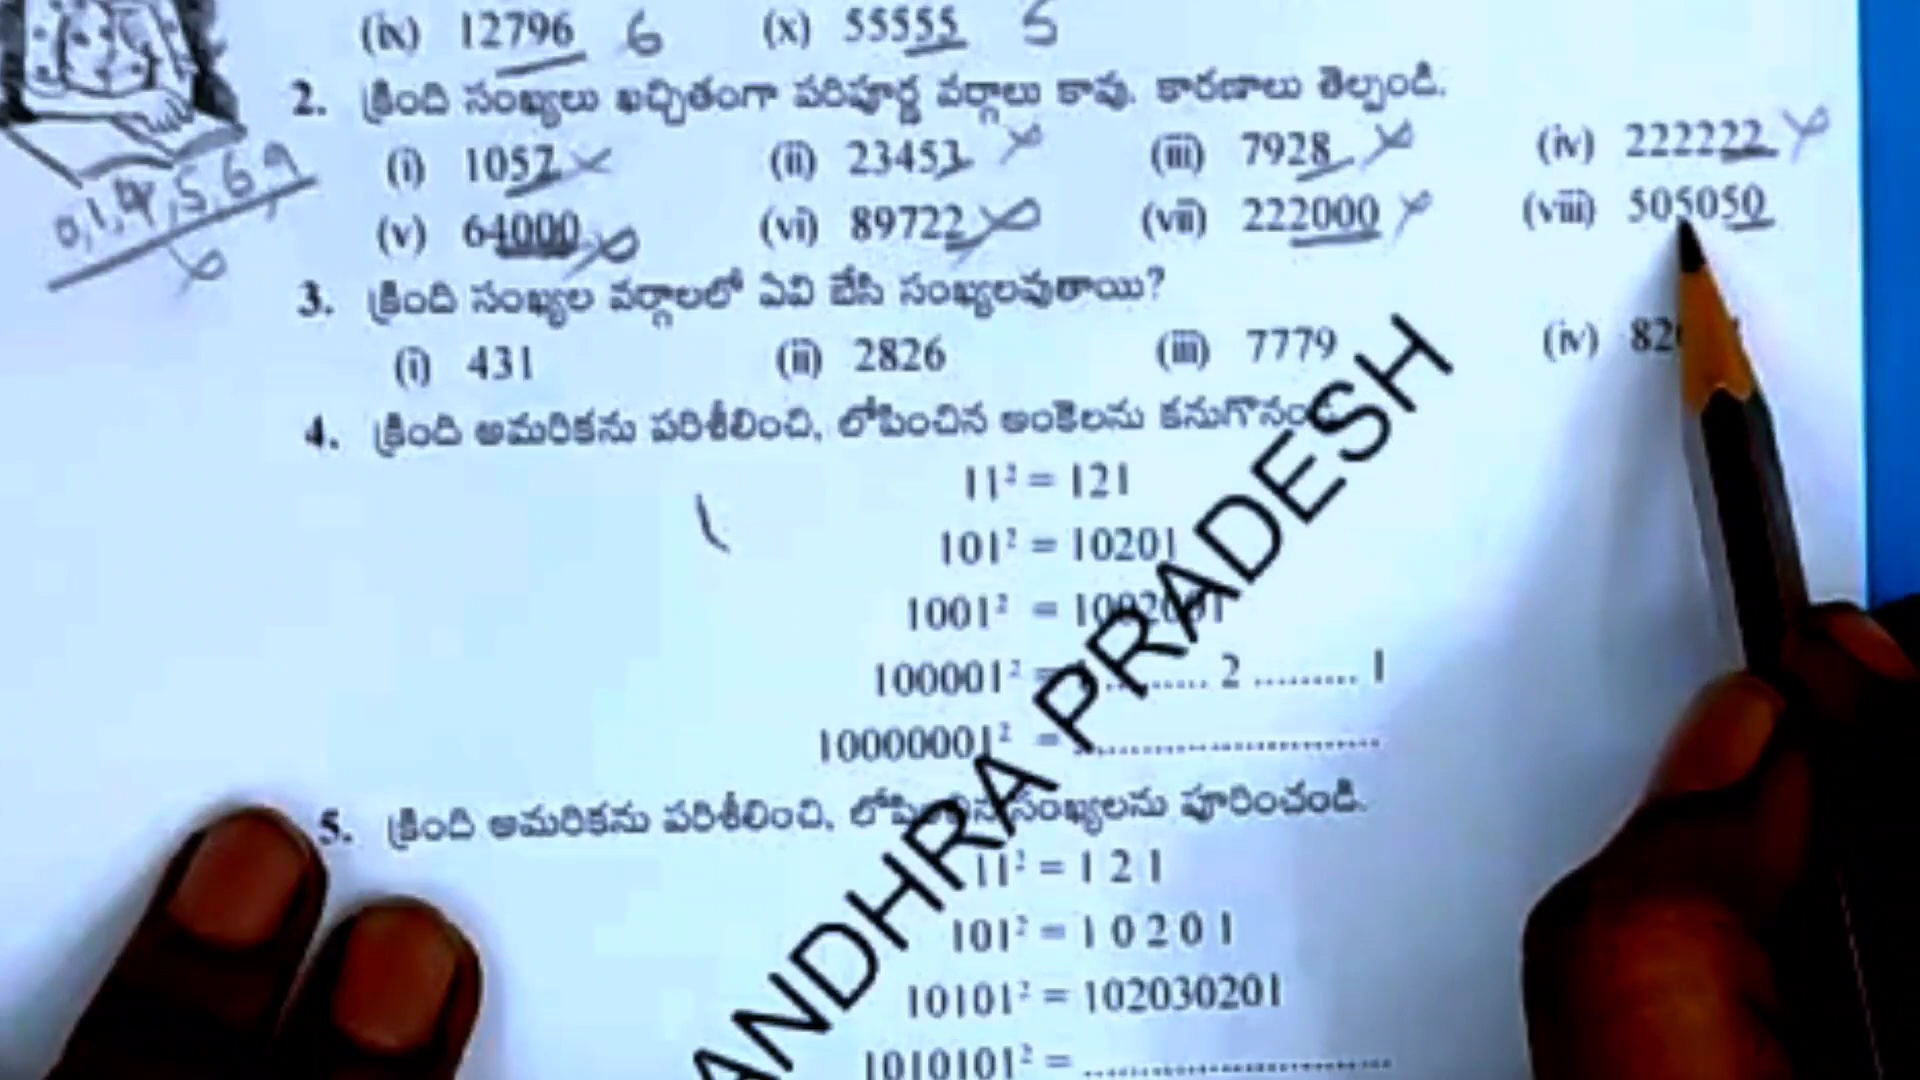 (ix) 12796 6 (x) 55555 5
2. క్రింది సంఖ్యలు ఖచ్చితంగా పరిపూర్ణ వర్గాలు కావు. కారణాలు తెల్పండి.
(i) 1057 (ii) 23453 (iii) 7928 (iv) 222222
(v) 64000 (vi) 89722 (vii) 222000 (viii) 505050
0,1,4,5,6,9
3. క్రింది సంఖ్యల వర్గాలలో ఏవి బేసి సంఖ్యలవుతాయి?
(i) 431 (ii) 2826 (iii) 7779 (iv)
4. క్రింది అమరికను పరిశీలించి, లోపించిన అంకెలను
11² = 121
101² = 10201
1001² = 1002001
100001² = ......... 2 ......... 1
10000001² = ...........................
5. క్రింది అమరికను పరిశీలించి, లోపించిన సంఖ్యలను పూరించండి.
11² = 1 2 1
101² = 1 0 2 0 1
10101² = 102030201
1010101² = ...........................
ANDHRA PRADESH